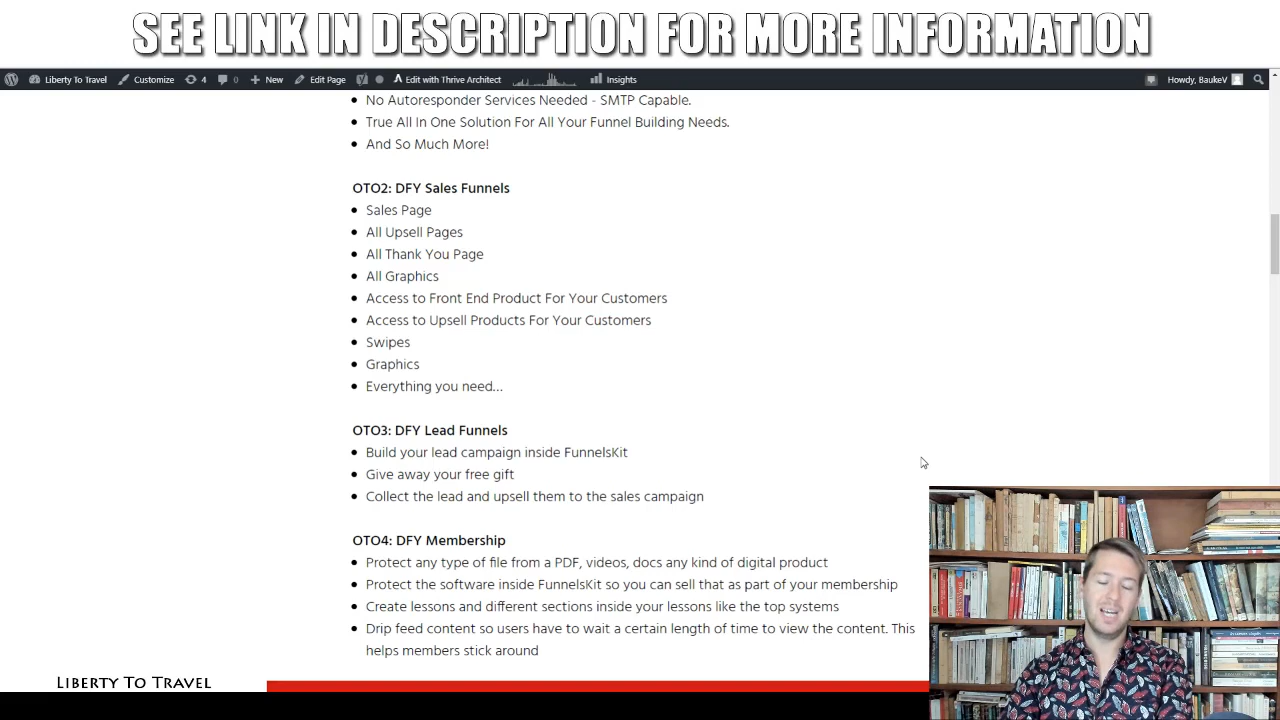 SEE LINK IN DESCRIPTION FOR MORE INFORMATION
Liberty To Travel Customize 4 0 New Edit Page Edit with Thrive Architect Insights Howdy, BaukeV
No Autoresponder Services Needed - SMTP Capable.
True All In One Solution For All Your Funnel Building Needs.
And So Much More!
OTO2: DFY Sales Funnels
Sales Page
All Upsell Pages
All Thank You Page
All Graphics
Access to Front End Product For Your Customers
Access to Upsell Products For Your Customers
Swipes
Graphics
Everything you need...
OTO3: DFY Lead Funnels
Build your lead campaign inside FunnelsKit
Give away your free gift
Collect the lead and upsell them to the sales campaign
OTO4: DFY Membership
Protect any type of file from a PDF, videos, docs any kind of digital product
Protect the software inside FunnelsKit so you can sell that as part of your membership
Create lessons and different sections inside your lessons like the top systems
Drip feed content so users have to wait a certain length of time to view the content. This
helps members stick around
LIBERTY TO TRAVEL